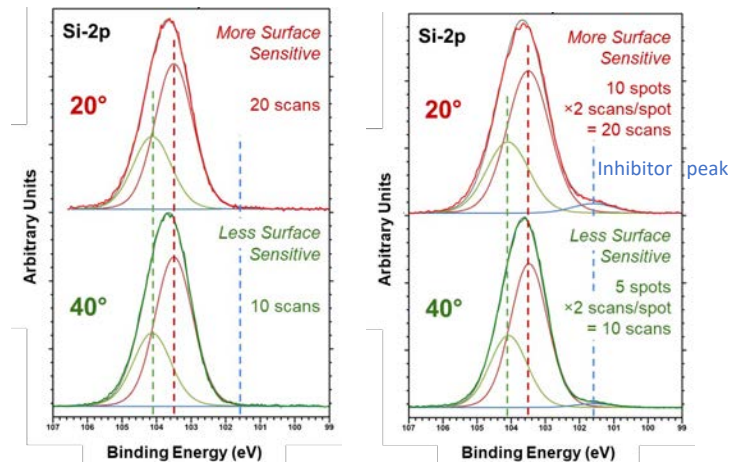 Si-2p
More Surface
Sensitive
20°
20 scans
Less Surface
Sensitive
40°
10 scans
Arbitrary Units
107 106 105 104 103 102 101 100 99
Binding Energy (eV)
Si-2p
More Surface
Sensitive
20°
10 spots
×2 scans/spot
= 20 scans
Inhibitor peak
Less Surface
Sensitive
40°
5 spots
×2 scans/spot
= 10 scans
Arbitrary Units
107 106 105 104 103 102 101 100 99
Binding Energy (eV)